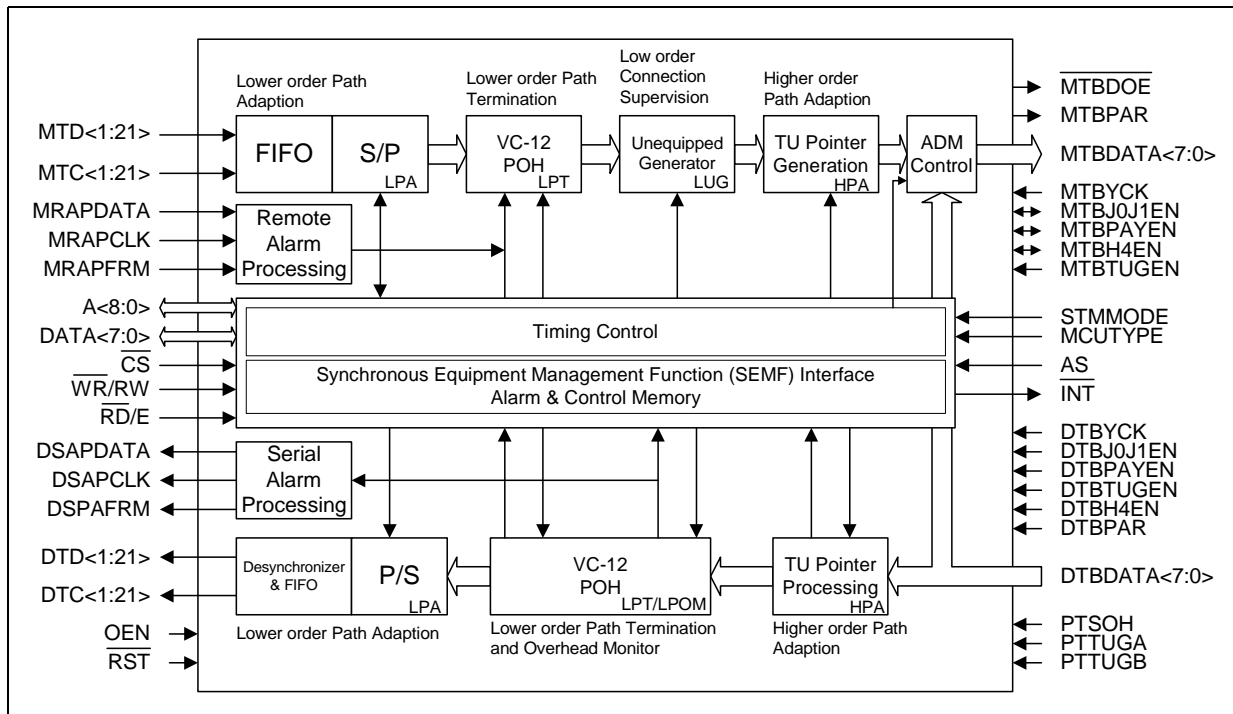 Lower order Path
Adaption
Lower order Path
Termination
Low order
Connection
Supervision
Higher order
Path Adaption
MTD<1:21>
MTC<1:21>
FIFO
S/P
LPA
VC-12
POH
LPT
Unequipped
Generator
LUG
TU Pointer
Generation
HPA
ADM
Control
MTBDOE
MTBPAR
MTBDATA<7:0>
MRAPDATA
MRAPCLK
MRAPFRM
Remote
Alarm
Processing
MTBYCK
MTBJ0J1EN
MTBPAYEN
MTBH4EN
MTBTUGEN
A<8:0>
DATA<7:0>
CS
WR/RW
RD/E
Timing Control
Synchronous Equipment Management Function (SEMF) Interface
Alarm & Control Memory
STMMODE
MCUTYPE
AS
INT
DSAPDATA
DSAPCLK
DSPAFRM
Serial
Alarm
Processing
DTBYCK
DTBJ0J1EN
DTBPAYEN
DTBTUGEN
DTBH4EN
DTBPAR
DTD<1:21>
DTC<1:21>
Desynchronizer
& FIFO
P/S
LPA
VC-12
POH
LPT/LPOM
TU Pointer
Processing
HPA
DTBDATA<7:0>
Lower order Path Adaption
Lower order Path Termination
and Overhead Monitor
Higher order Path
Adaption
OEN
RST
PTSOH
PTTUGA
PTTUGB